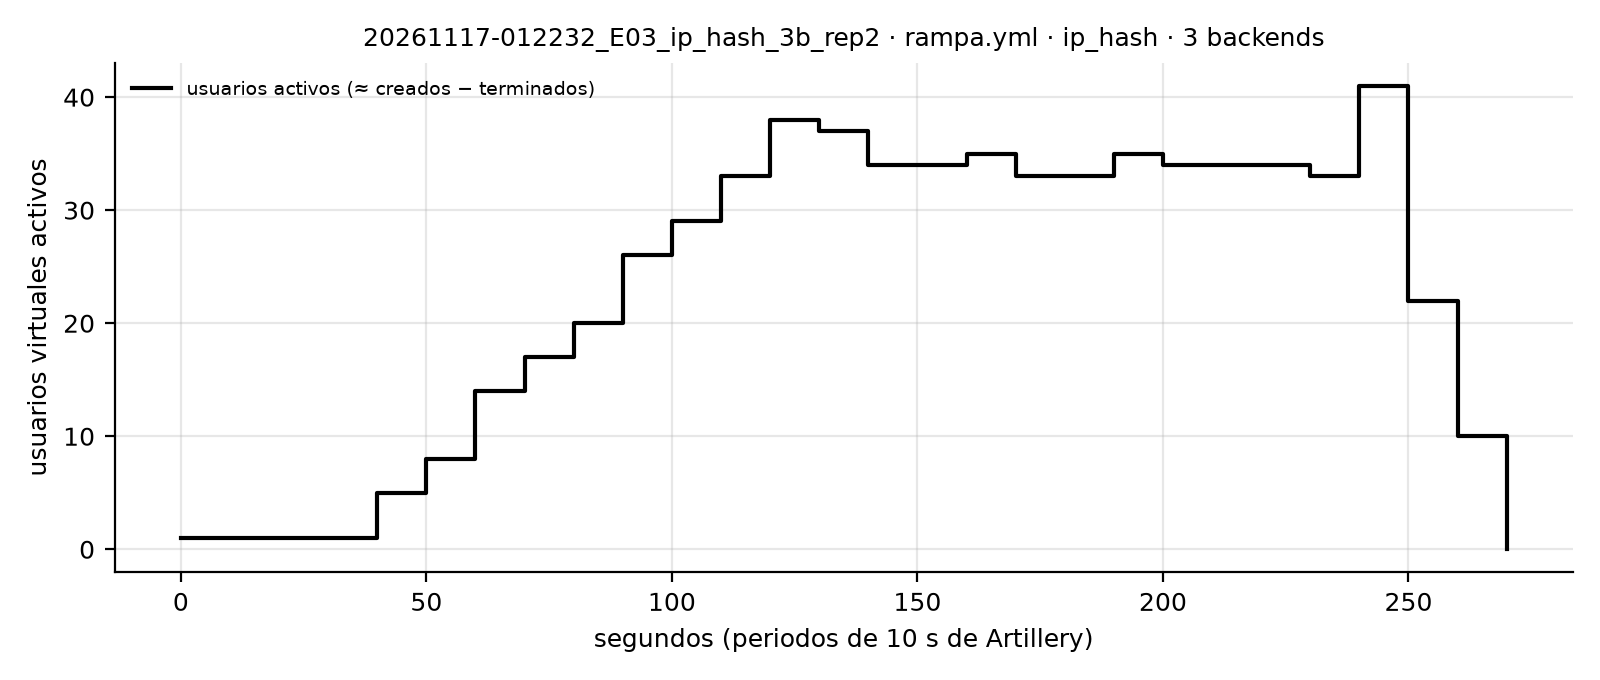 20261117-012232_E03_ip_hash_3b_rep2 · rampa.yml · ip_hash · 3 backends
usuarios activos (≈ creados − terminados)
usuarios virtuales activos
40
30
20
10
0
0 50 100 150 200 250
segundos (periodos de 10 s de Artillery)